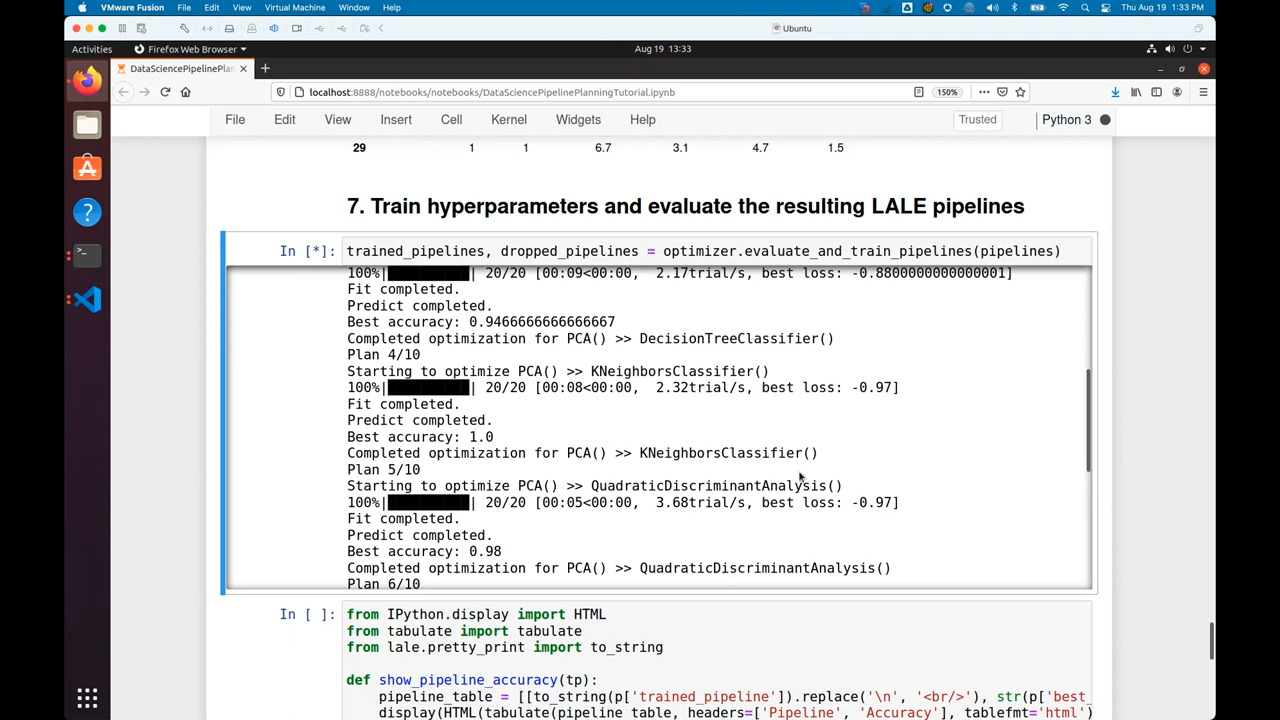 VMware Fusion File Edit View Virtual Machine Window Help Thu Aug 19 1:33 PM
Ubuntu
Activities Firefox Web Browser Aug 19 13:33
DataSciencePipelinePlan
localhost:8888/notebooks/notebooks/DataSciencePipelinePlanningTutorial.ipynb 150%
File Edit View Insert Cell Kernel Widgets Help Trusted Python 3
29 1 1 6.7 3.1 4.7 1.5
7. Train hyperparameters and evaluate the resulting LALE pipelines
In [*]: trained_pipelines, dropped_pipelines = optimizer.evaluate_and_train_pipelines(pipelines)
100%|██████████| 20/20 [00:09<00:00, 2.17trial/s, best loss: -0.8800000000000001]
Fit completed.
Predict completed.
Best accuracy: 0.9466666666666667
Completed optimization for PCA() >> DecisionTreeClassifier()
Plan 4/10
Starting to optimize PCA() >> KNeighborsClassifier()
100%|██████████| 20/20 [00:08<00:00, 2.32trial/s, best loss: -0.97]
Fit completed.
Predict completed.
Best accuracy: 1.0
Completed optimization for PCA() >> KNeighborsClassifier()
Plan 5/10
Starting to optimize PCA() >> QuadraticDiscriminantAnalysis()
100%|██████████| 20/20 [00:05<00:00, 3.68trial/s, best loss: -0.97]
Fit completed.
Predict completed.
Best accuracy: 0.98
Completed optimization for PCA() >> QuadraticDiscriminantAnalysis()
Plan 6/10
In [ ]: from IPython.display import HTML
from tabulate import tabulate
from lale.pretty_print import to_string
def show_pipeline_accuracy(tp):
pipeline_table = [[to_string(p['trained_pipeline']).replace('\n', '<br/>'), str(p['best_
display(HTML(tabulate(pipeline_table, headers=['Pipeline', 'Accuracy'], tablefmt='html')